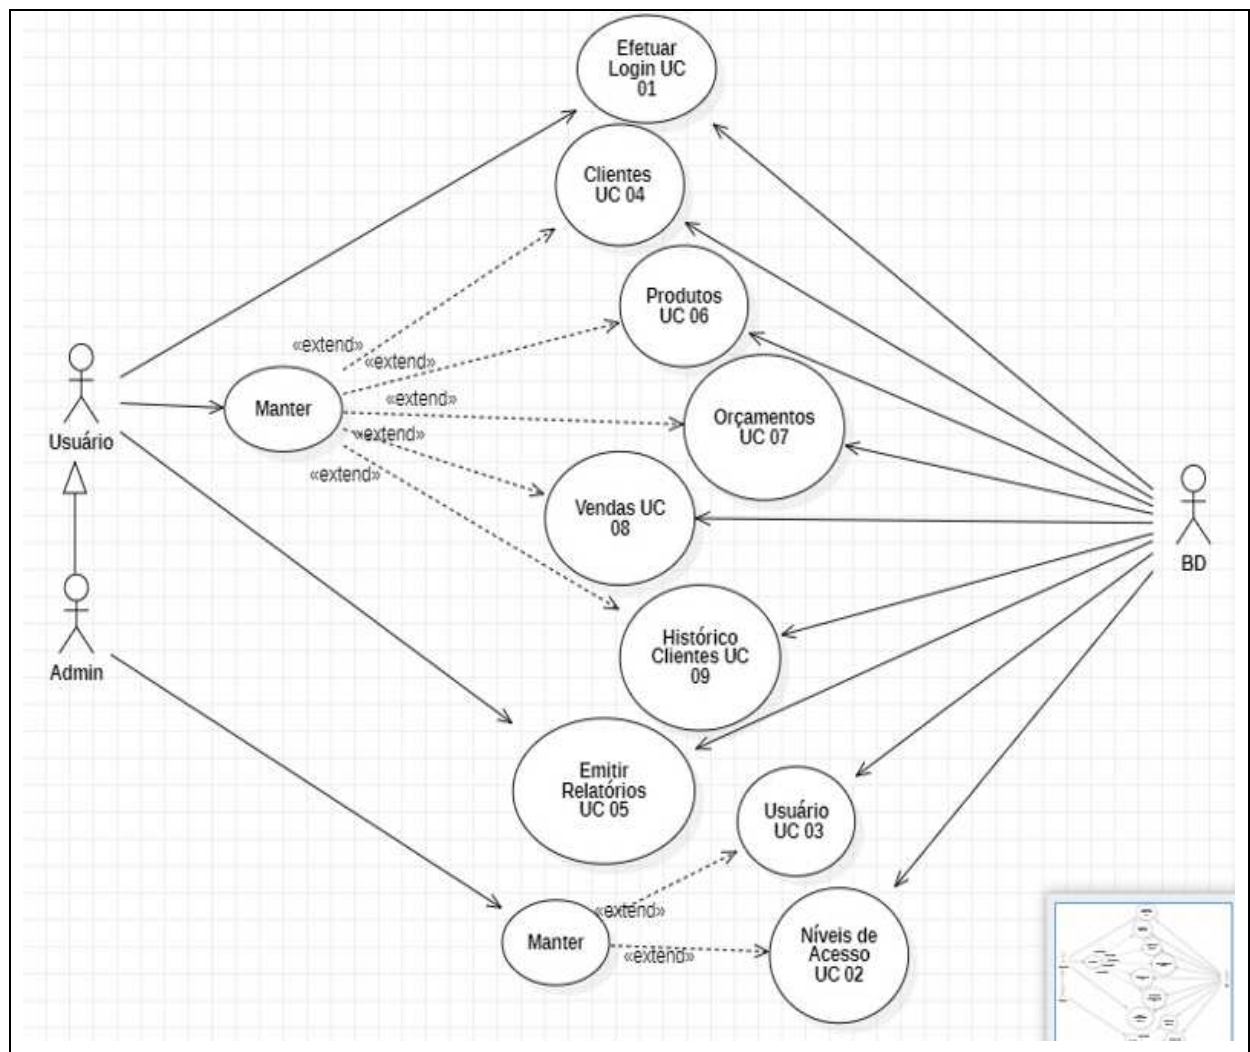 Efetuar
Login UC
01
Clientes
UC 04
Produtos
UC 06
«extend»
«extend»
«extend»
Manter
Orçamentos
UC 07
«extend»
Usuário
«extend»
Vendas UC
08
BD
Histórico
Clientes UC
09
Admin
Emitir
Relatórios
UC 05
Usuário
UC 03
«extend»
Manter
«extend»
Níveis de
Acesso
UC 02